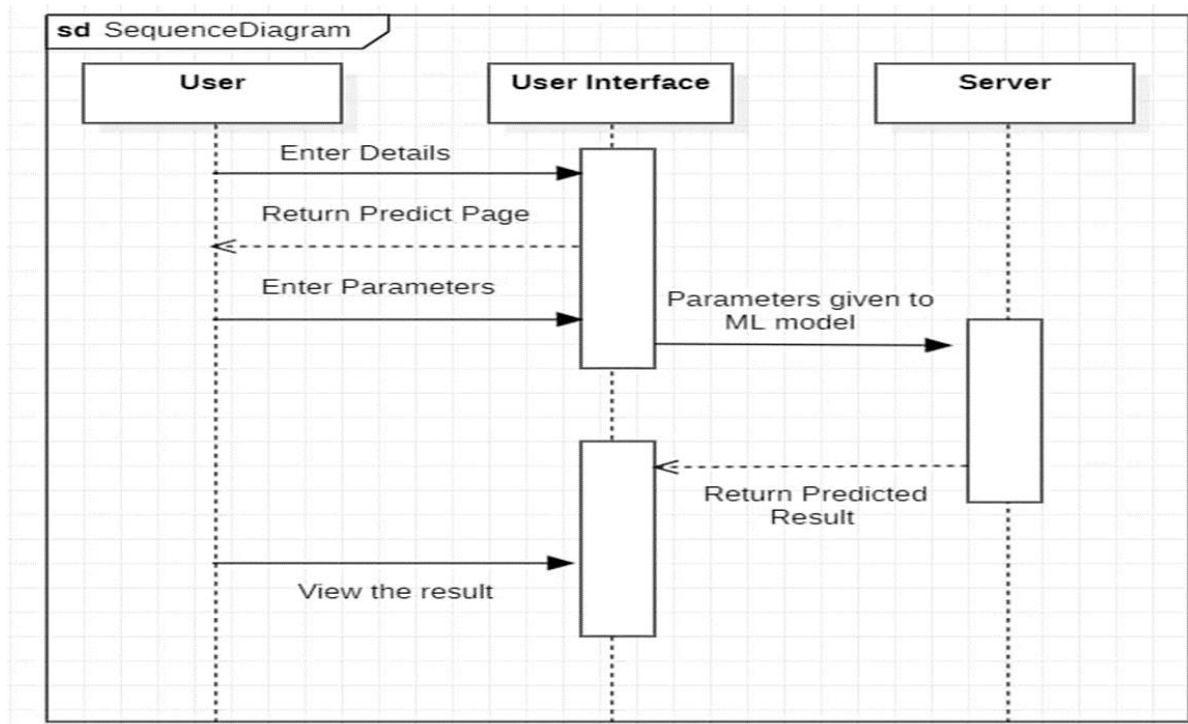 sd SequenceDiagram
User
User Interface
Server
Enter Details
Return Predict Page
Enter Parameters
Parameters given to
ML model
Return Predicted
Result
View the result